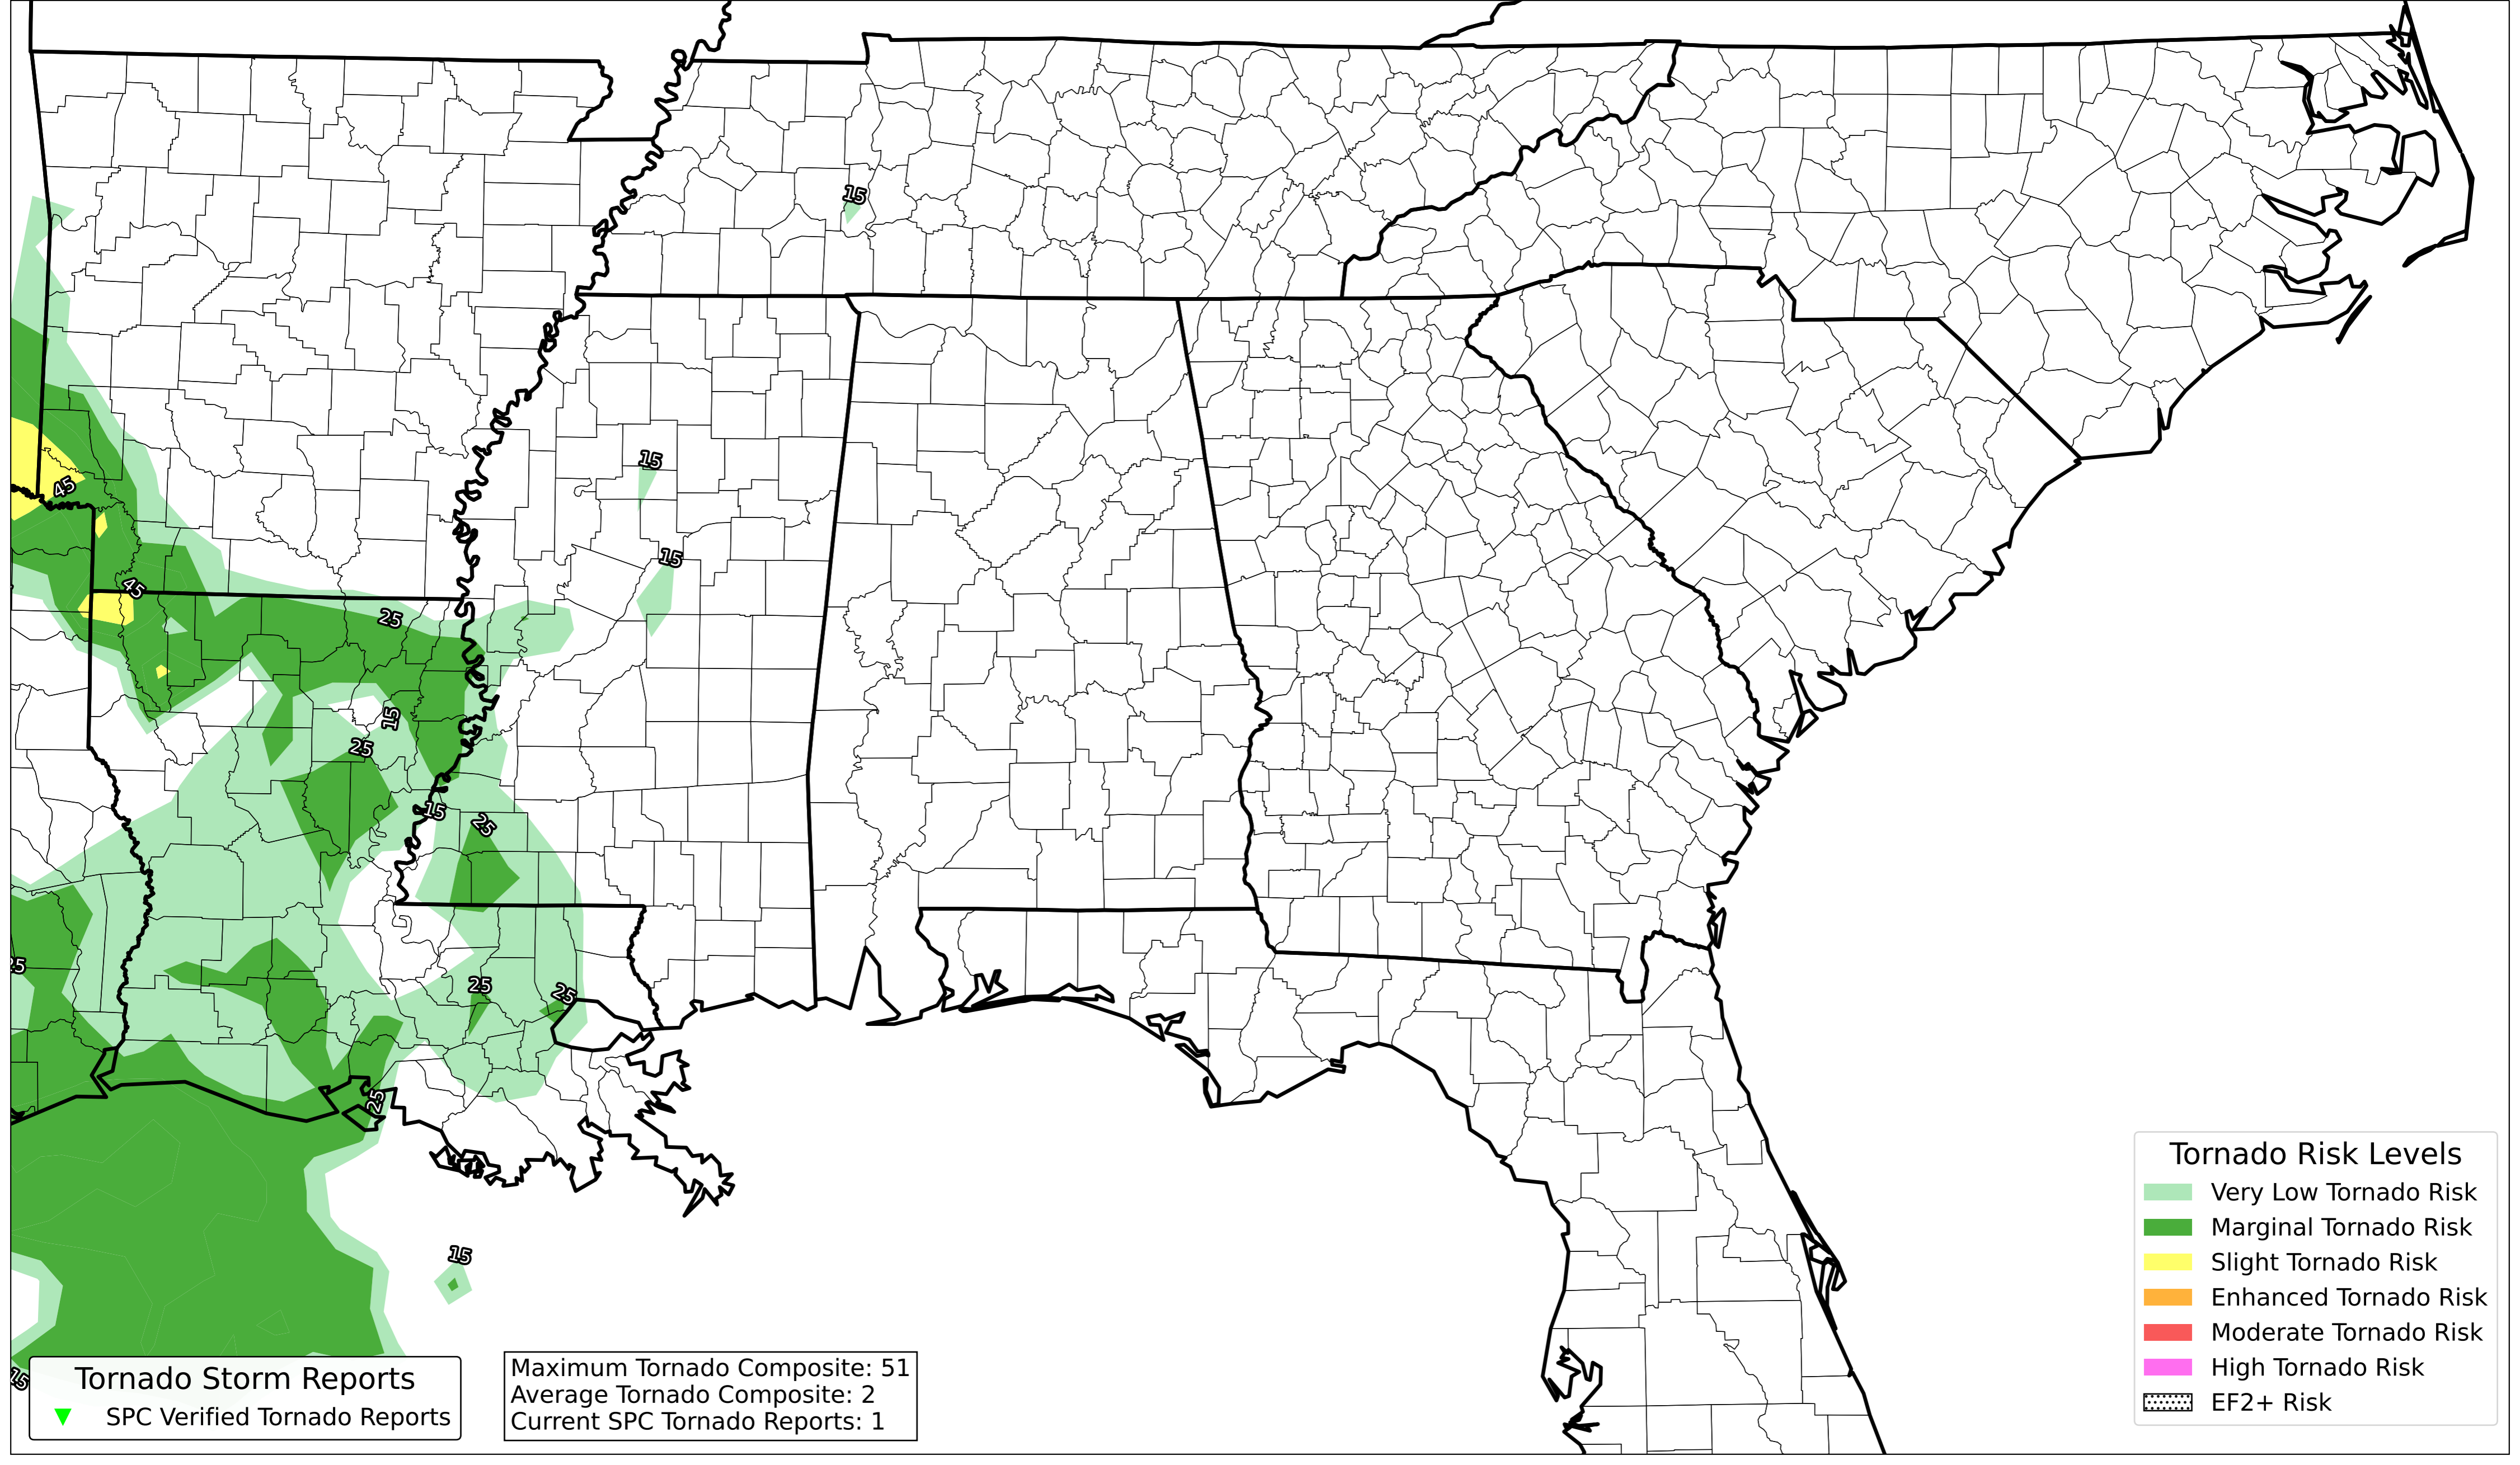 15
15
45
15
45
25
15
25
15
25
25
25
25
25
15
15
Tornado Storm Reports
SPC Verified Tornado Reports
Maximum Tornado Composite: 51
Average Tornado Composite: 2
Current SPC Tornado Reports: 1
Tornado Risk Levels
Very Low Tornado Risk
Marginal Tornado Risk
Slight Tornado Risk
Enhanced Tornado Risk
Moderate Tornado Risk
High Tornado Risk
EF2+ Risk